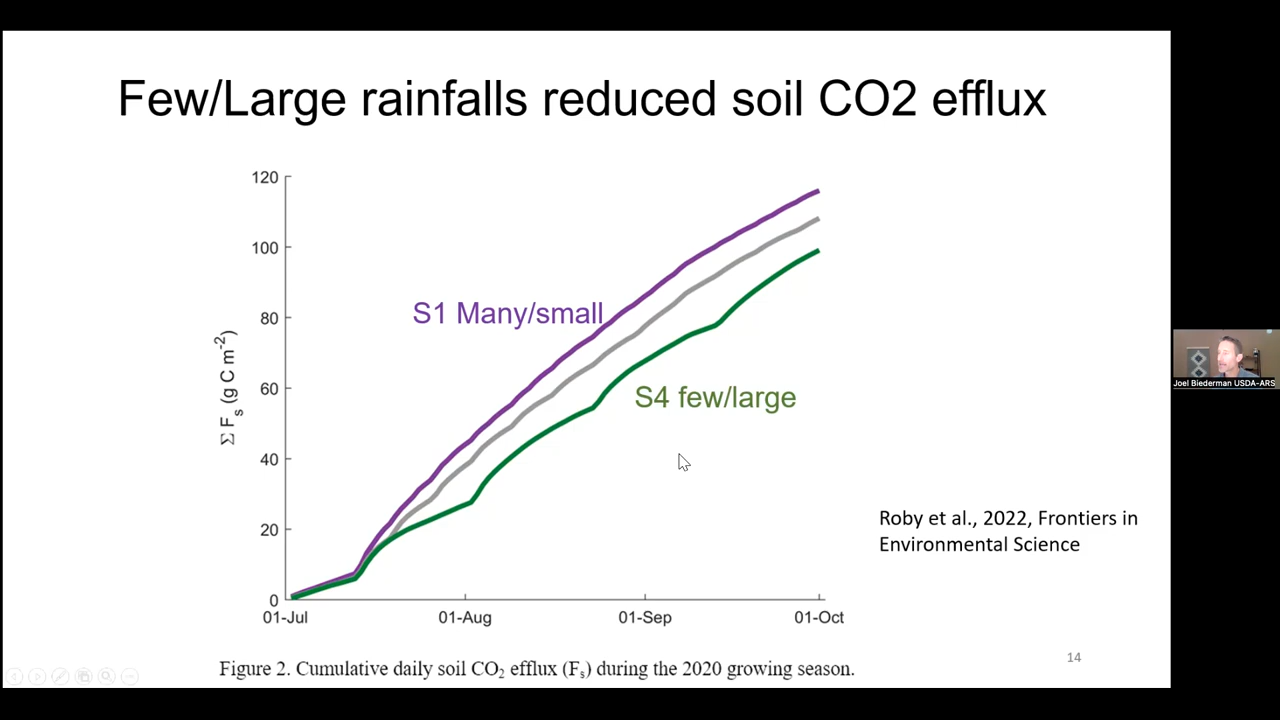 Few/Large rainfalls reduced soil CO2 efflux
120
100
80
60
40
20
0
Σ Fs (g C m-2)
S1 Many/small
S4 few/large
01-Jul
01-Aug
01-Sep
01-Oct
Roby et al., 2022, Frontiers in
Environmental Science
Figure 2. Cumulative daily soil CO2 efflux (Fs) during the 2020 growing season.
14
Joel Biederman USDA-ARS